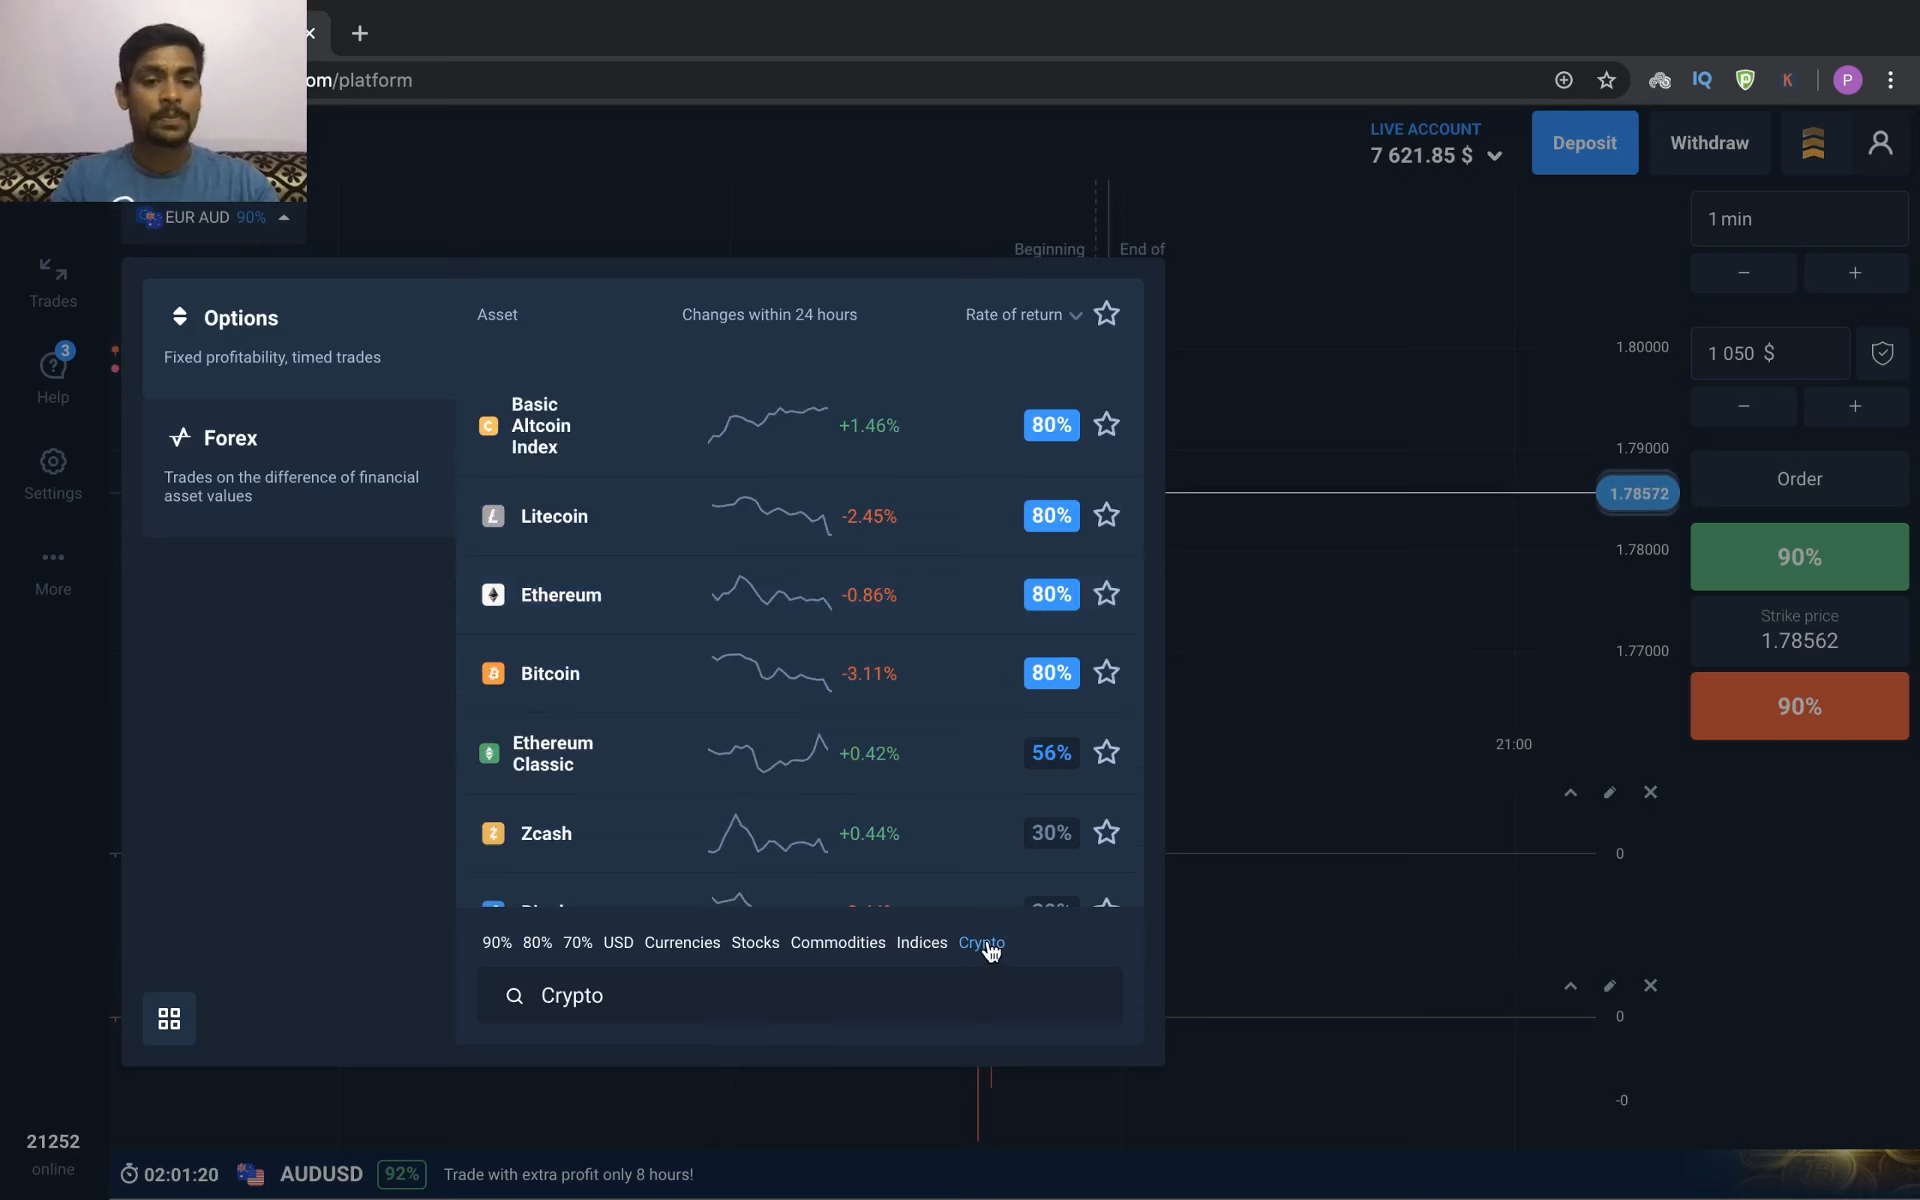 om/platform
IQ
K
P
LIVE ACCOUNT
7 621.85 $
Deposit
Withdraw
EUR AUD 90%
1 min
Beginning
End of
Trades
3
Help
Settings
More
Options
Fixed profitability, timed trades
Forex
Trades on the difference of financial
asset values
Asset
Changes within 24 hours
Rate of return
Basic
Altcoin
Index
+1.46%
80%
Litecoin
-2.45%
80%
Ethereum
-0.86%
80%
Bitcoin
-3.11%
80%
Ethereum
Classic
+0.42%
56%
Zcash
+0.44%
30%
90% 80% 70% USD Currencies Stocks Commodities Indices Crypto
Crypto
1.80000
1.79000
1.78572
1.78000
1.77000
21:00
0
0
-0
1 050 $
Order
90%
Strike price
1.78562
90%
21252
online
02:01:20
AUDUSD
92%
Trade with extra profit only 8 hours!